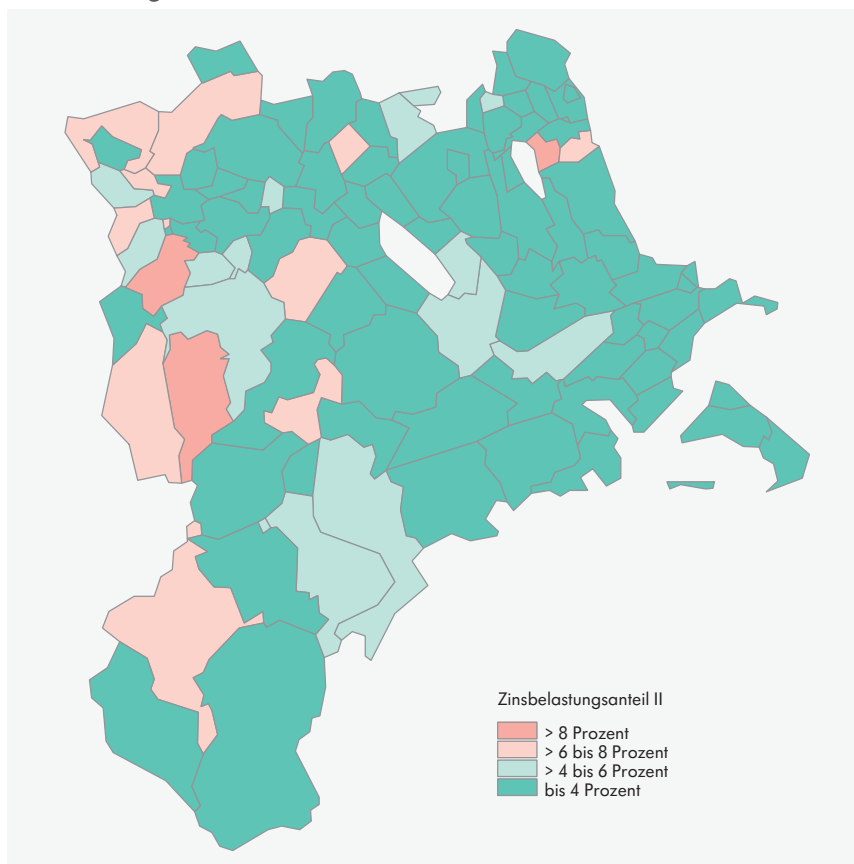 Zinsbelastungsanteil II
> 8 Prozent
> 6 bis 8 Prozent
> 4 bis 6 Prozent
bis 4 Prozent